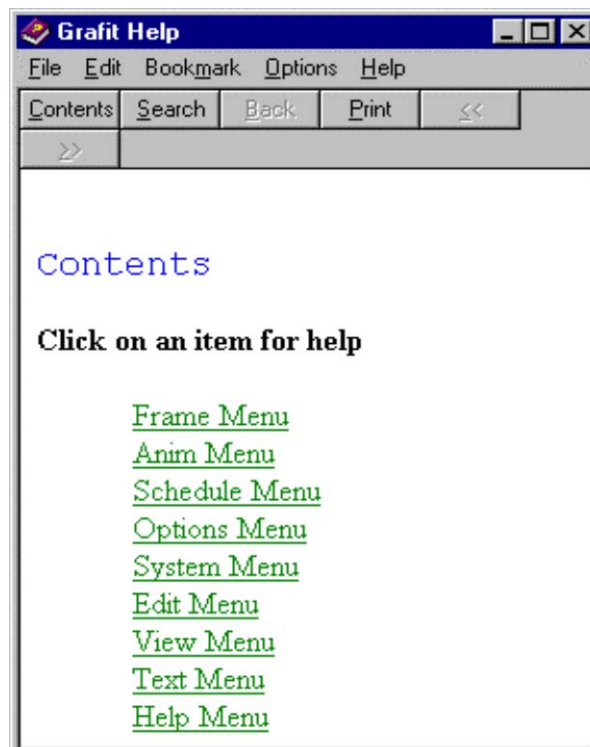 Grafit Help
File Edit Bookmark Options Help
Contents Search Back Print <<
>>
Contents
Click on an item for help
Frame Menu
Anim Menu
Schedule Menu
Options Menu
System Menu
Edit Menu
View Menu
Text Menu
Help Menu